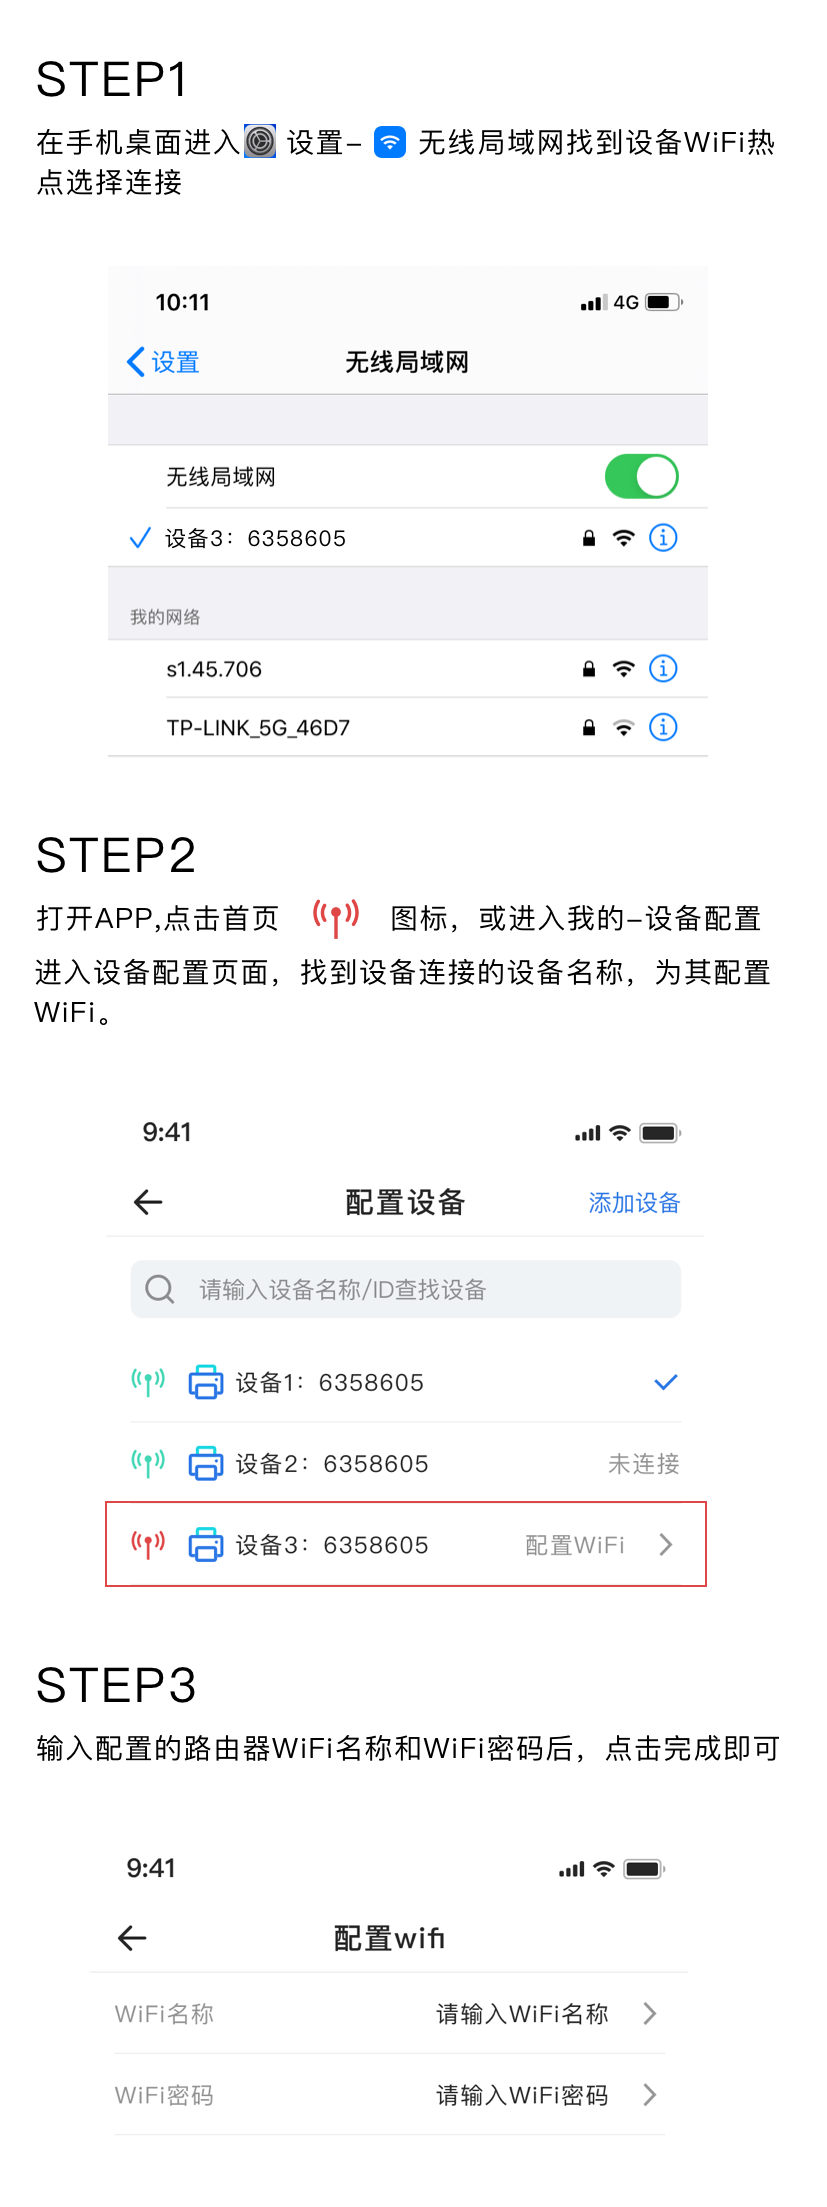 STEP1
在手机桌面进入 设置- 无线局域网找到设备WiFi热
点选择连接
10:11 4G
设置 无线局域网
无线局域网
设备3：6358605
我的网络
s1.45.706
TP-LINK_5G_46D7
STEP2
打开APP,点击首页 图标，或进入我的-设备配置
进入设备配置页面，找到设备连接的设备名称，为其配置
WiFi。
9:41
配置设备 添加设备
请输入设备名称/ID查找设备
设备1：6358605
设备2：6358605 未连接
设备3：6358605 配置WiFi
STEP3
输入配置的路由器WiFi名称和WiFi密码后，点击完成即可
9:41
配置wifi
WiFi名称 请输入WiFi名称
WiFi密码 请输入WiFi密码